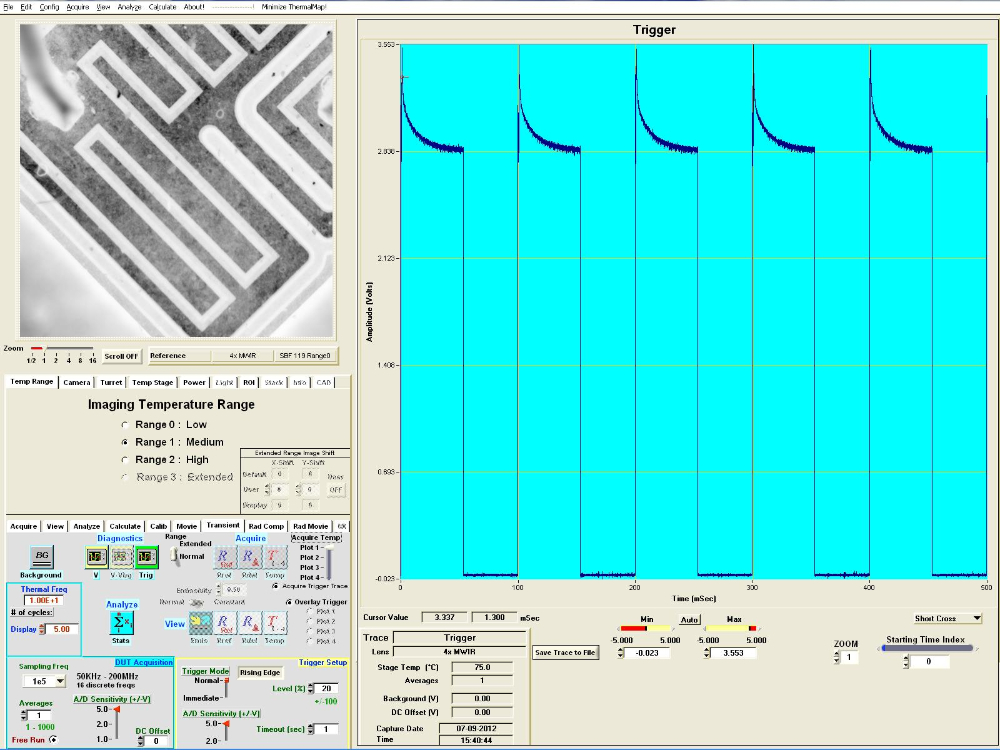 File Edit Config Acquire View Analyze Calculate About! Minimize ThermalMap!
Trigger
3.553
2.838
2.123
1.408
0.693
-0.023
Amplitude (Volts)
0 100 200 300 400 500
Time (mSec)
Zoom
1/2 1 2 4 8 16
Scroll OFF
Reference 4x MWIR SBF 119 Range0
Temp Range Camera Turret Temp Stage Power Light ROI Stack Info CAD
Imaging Temperature Range
Range 0 : Low
Range 1 : Medium
Range 2 : High
Range 3 : Extended
Extended Range Image Shift
X-Shift Y-Shift
Default 0 0 User
User 0 0 OFF
Display 0 0
Acquire View Analyze Calculate Calib Movie Transient Rad Comp Rad Movie
Diagnostics
Range
Extended
Normal
Acquire
Acquire Temp
Plot 1
Plot 2
Plot 3
Plot 4
BG
Background
V V-Vbg Trig
R Ref R T 1-4
Rref Rdel Temp
Acquire Trigger Trace
Emissivity 0.50
Normal Constant
Overlay Trigger
Plot 1
Plot 2
Plot 3
Plot 4
Thermal Freq
1.00E+1
# of cycles:
Display 5.00
Analyze
Stats
View
R Ref R T 1-4
Emis Rref Rdel Temp
DUT Acquisition
Sampling Freq
1e5
50KHz - 200MHz
16 discrete freqs
A/D Sensitivity (+/-V)
5.0
2.0
1.0
Averages
1
1 - 1000
Free Run
DC Offset
0
Trigger Setup
Trigger Mode
Normal
Immediate
Rising Edge
Level (%) 20
+/-100
A/D Sensitivity (+/-V)
5.0
2.0
Timeout (sec) 1
Cursor Value 3.337 1.300 mSec
Trace Trigger
Lens 4x MWIR
Stage Temp (°C) 75.0
Averages 1
Background (V) 0.00
DC Offset (V) 0.00
Capture Date 07-09-2012
Time 15:40:44
Save Trace to File
Min Auto Max
-5.000 5.000 -5.000 5.000
-0.023 3.553
Short Cross
ZOOM
1
Starting Time Index
0